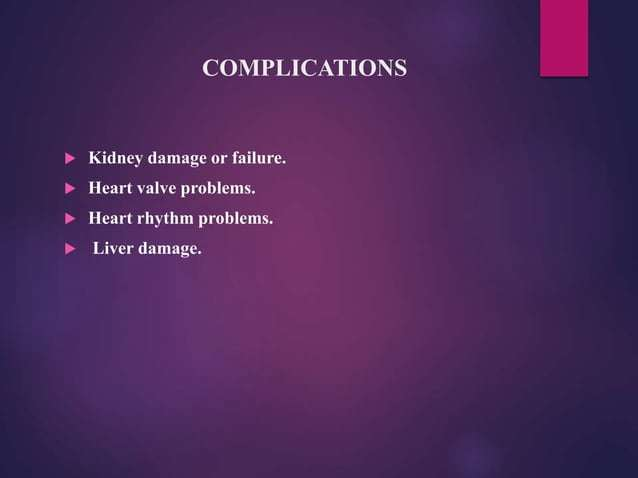 COMPLICATIONS
Kidney damage or failure.
Heart valve problems.
Heart rhythm problems.
Liver damage.